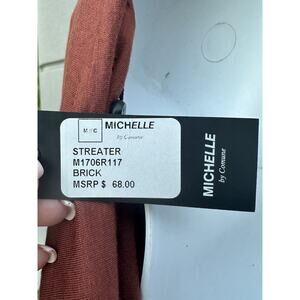 M C
MICHELLE
by Comune
STREATER
M1706R117
BRICK
MSRP $ 68.00
MICHELLE
by Comune